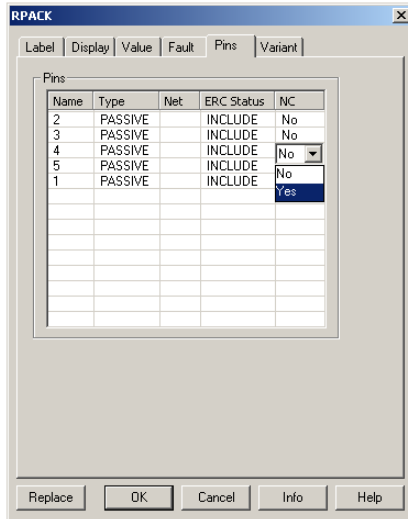 RPACK
Label Display Value Fault Pins Variant
Pins
Name Type Net ERC Status NC
2 PASSIVE INCLUDE No
3 PASSIVE INCLUDE No
4 PASSIVE INCLUDE No
5 PASSIVE INCLUDE No
1 PASSIVE INCLUDE Yes
Replace OK Cancel Info Help